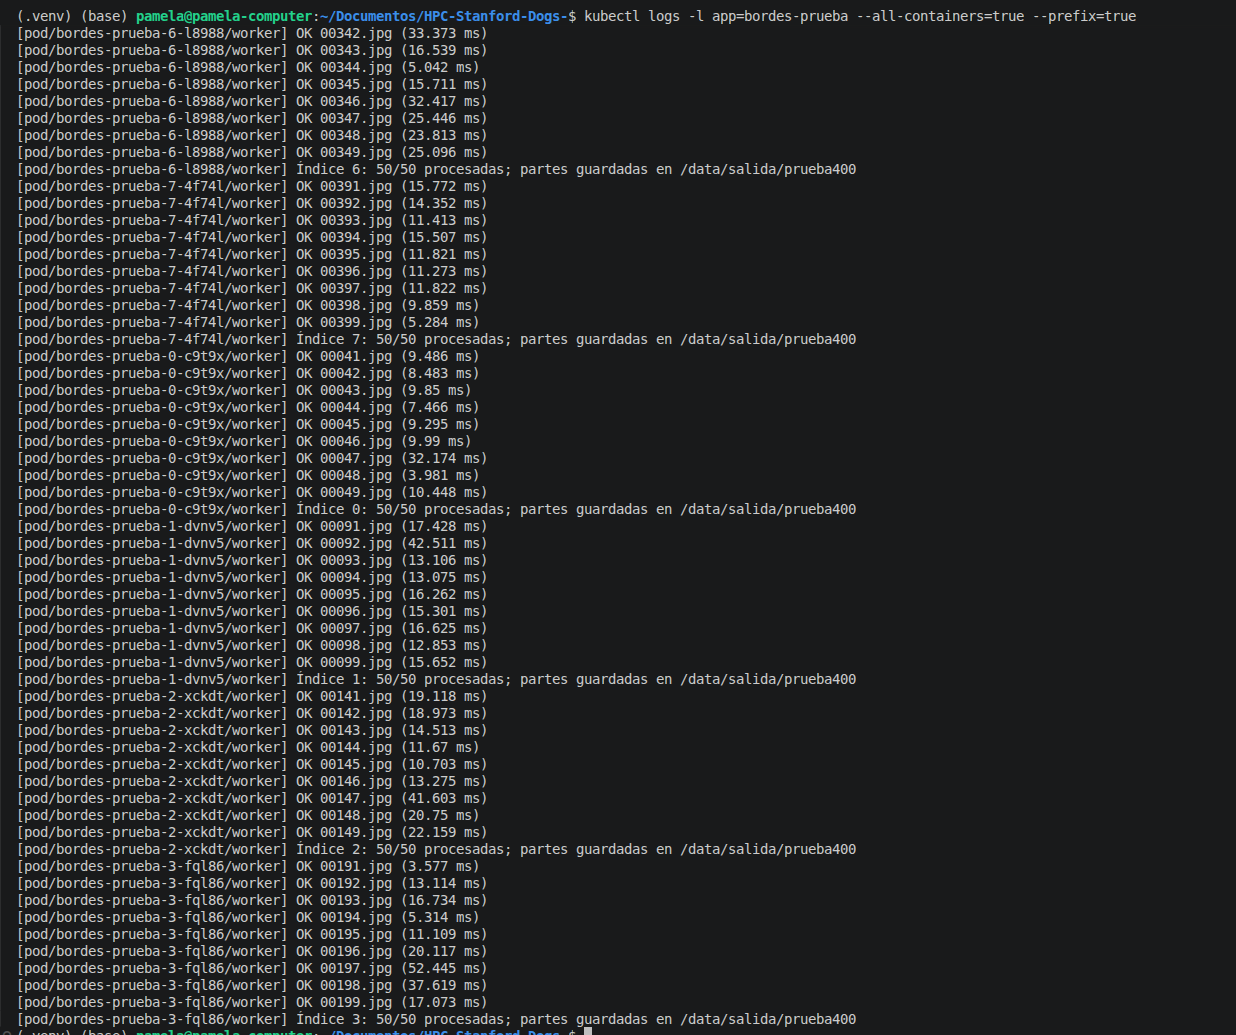 (.venv) (base) pamela@pamela-computer:~/Documentos/HPC-Stanford-Dogs-$ kubectl logs -l app=bordes-prueba --all-containers=true --prefix=true
[pod/bordes-prueba-6-l8988/worker] OK 00342.jpg (33.373 ms)
[pod/bordes-prueba-6-l8988/worker] OK 00343.jpg (16.539 ms)
[pod/bordes-prueba-6-l8988/worker] OK 00344.jpg (5.042 ms)
[pod/bordes-prueba-6-l8988/worker] OK 00345.jpg (15.711 ms)
[pod/bordes-prueba-6-l8988/worker] OK 00346.jpg (32.417 ms)
[pod/bordes-prueba-6-l8988/worker] OK 00347.jpg (25.446 ms)
[pod/bordes-prueba-6-l8988/worker] OK 00348.jpg (23.813 ms)
[pod/bordes-prueba-6-l8988/worker] OK 00349.jpg (25.096 ms)
[pod/bordes-prueba-6-l8988/worker] Índice 6: 50/50 procesadas; partes guardadas en /data/salida/prueba400
[pod/bordes-prueba-7-4f74l/worker] OK 00391.jpg (15.772 ms)
[pod/bordes-prueba-7-4f74l/worker] OK 00392.jpg (14.352 ms)
[pod/bordes-prueba-7-4f74l/worker] OK 00393.jpg (11.413 ms)
[pod/bordes-prueba-7-4f74l/worker] OK 00394.jpg (15.507 ms)
[pod/bordes-prueba-7-4f74l/worker] OK 00395.jpg (11.821 ms)
[pod/bordes-prueba-7-4f74l/worker] OK 00396.jpg (11.273 ms)
[pod/bordes-prueba-7-4f74l/worker] OK 00397.jpg (11.822 ms)
[pod/bordes-prueba-7-4f74l/worker] OK 00398.jpg (9.859 ms)
[pod/bordes-prueba-7-4f74l/worker] OK 00399.jpg (5.284 ms)
[pod/bordes-prueba-7-4f74l/worker] Índice 7: 50/50 procesadas; partes guardadas en /data/salida/prueba400
[pod/bordes-prueba-0-c9t9x/worker] OK 00041.jpg (9.486 ms)
[pod/bordes-prueba-0-c9t9x/worker] OK 00042.jpg (8.483 ms)
[pod/bordes-prueba-0-c9t9x/worker] OK 00043.jpg (9.85 ms)
[pod/bordes-prueba-0-c9t9x/worker] OK 00044.jpg (7.466 ms)
[pod/bordes-prueba-0-c9t9x/worker] OK 00045.jpg (9.295 ms)
[pod/bordes-prueba-0-c9t9x/worker] OK 00046.jpg (9.99 ms)
[pod/bordes-prueba-0-c9t9x/worker] OK 00047.jpg (32.174 ms)
[pod/bordes-prueba-0-c9t9x/worker] OK 00048.jpg (3.981 ms)
[pod/bordes-prueba-0-c9t9x/worker] OK 00049.jpg (10.448 ms)
[pod/bordes-prueba-0-c9t9x/worker] Índice 0: 50/50 procesadas; partes guardadas en /data/salida/prueba400
[pod/bordes-prueba-1-dvnv5/worker] OK 00091.jpg (17.428 ms)
[pod/bordes-prueba-1-dvnv5/worker] OK 00092.jpg (42.511 ms)
[pod/bordes-prueba-1-dvnv5/worker] OK 00093.jpg (13.106 ms)
[pod/bordes-prueba-1-dvnv5/worker] OK 00094.jpg (13.075 ms)
[pod/bordes-prueba-1-dvnv5/worker] OK 00095.jpg (16.262 ms)
[pod/bordes-prueba-1-dvnv5/worker] OK 00096.jpg (15.301 ms)
[pod/bordes-prueba-1-dvnv5/worker] OK 00097.jpg (16.625 ms)
[pod/bordes-prueba-1-dvnv5/worker] OK 00098.jpg (12.853 ms)
[pod/bordes-prueba-1-dvnv5/worker] OK 00099.jpg (15.652 ms)
[pod/bordes-prueba-1-dvnv5/worker] Índice 1: 50/50 procesadas; partes guardadas en /data/salida/prueba400
[pod/bordes-prueba-2-xckdt/worker] OK 00141.jpg (19.118 ms)
[pod/bordes-prueba-2-xckdt/worker] OK 00142.jpg (18.973 ms)
[pod/bordes-prueba-2-xckdt/worker] OK 00143.jpg (14.513 ms)
[pod/bordes-prueba-2-xckdt/worker] OK 00144.jpg (11.67 ms)
[pod/bordes-prueba-2-xckdt/worker] OK 00145.jpg (10.703 ms)
[pod/bordes-prueba-2-xckdt/worker] OK 00146.jpg (13.275 ms)
[pod/bordes-prueba-2-xckdt/worker] OK 00147.jpg (41.603 ms)
[pod/bordes-prueba-2-xckdt/worker] OK 00148.jpg (20.75 ms)
[pod/bordes-prueba-2-xckdt/worker] OK 00149.jpg (22.159 ms)
[pod/bordes-prueba-2-xckdt/worker] Índice 2: 50/50 procesadas; partes guardadas en /data/salida/prueba400
[pod/bordes-prueba-3-fql86/worker] OK 00191.jpg (3.577 ms)
[pod/bordes-prueba-3-fql86/worker] OK 00192.jpg (13.114 ms)
[pod/bordes-prueba-3-fql86/worker] OK 00193.jpg (16.734 ms)
[pod/bordes-prueba-3-fql86/worker] OK 00194.jpg (5.314 ms)
[pod/bordes-prueba-3-fql86/worker] OK 00195.jpg (11.109 ms)
[pod/bordes-prueba-3-fql86/worker] OK 00196.jpg (20.117 ms)
[pod/bordes-prueba-3-fql86/worker] OK 00197.jpg (52.445 ms)
[pod/bordes-prueba-3-fql86/worker] OK 00198.jpg (37.619 ms)
[pod/bordes-prueba-3-fql86/worker] OK 00199.jpg (17.073 ms)
[pod/bordes-prueba-3-fql86/worker] Índice 3: 50/50 procesadas; partes guardadas en /data/salida/prueba400
(.venv) (base) pamela@pamela-computer:~/Documentos/HPC-Stanford-Dogs-$